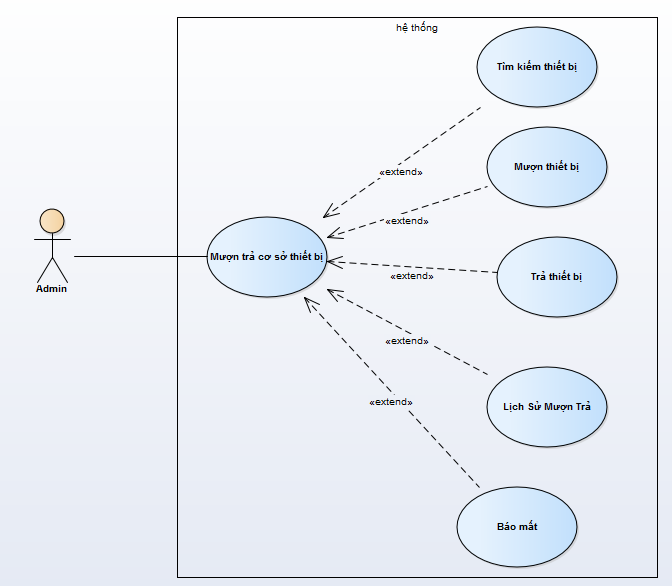 hệ thống
Tìm kiếm thiết bị
«extend»
Mượn thiết bị
«extend»
Mượn trả cơ sở thiết bị
«extend»
Trả thiết bị
Admin
«extend»
Lịch Sử Mượn Trả
«extend»
Báo mất